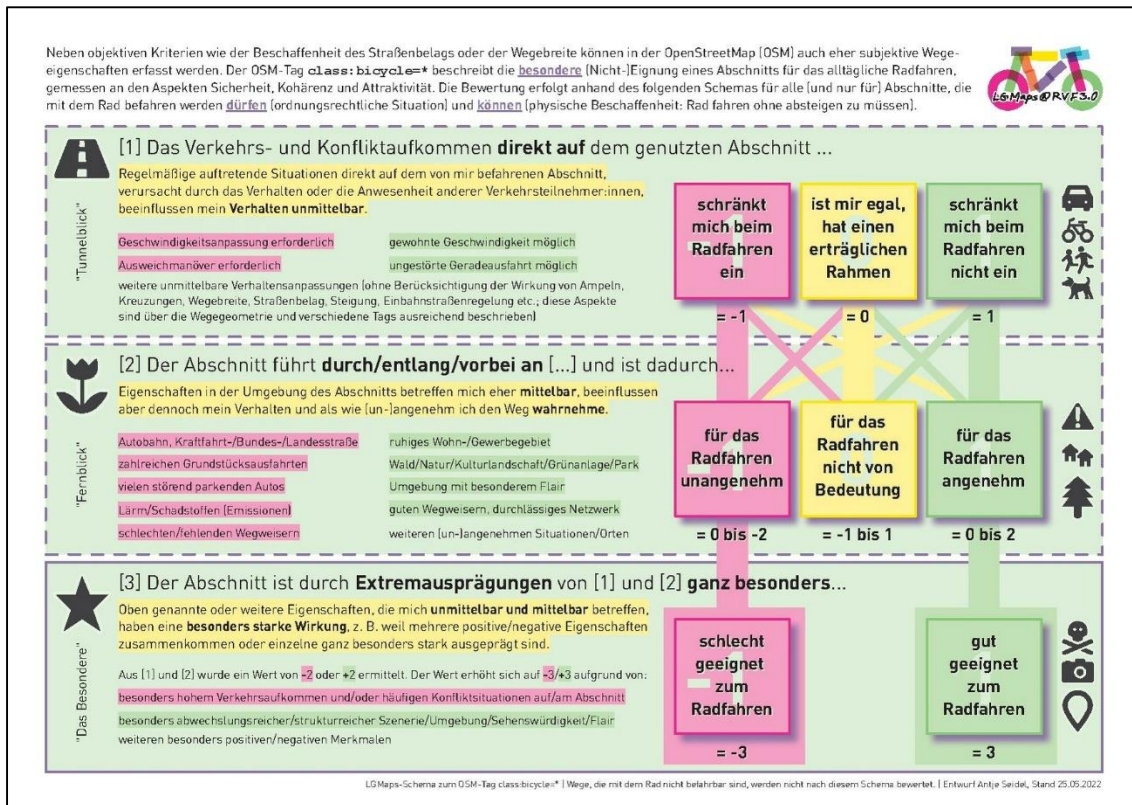 Neben objektiven Kriterien wie der Beschaffenheit des Straßenbelags oder der Wegebreite können in der OpenStreetMap (OSM) auch eher subjektive Wege-
eigenschaften erfasst werden. Der OSM-Tag class:bicycle=* beschreibt die besondere (Nicht-)Eignung eines Abschnitts für das alltägliche Radfahren,
gemessen an den Aspekten Sicherheit, Kohärenz und Attraktivität. Die Bewertung erfolgt anhand des folgenden Schemas für alle (und nur für) Abschnitte, die
mit dem Rad befahren werden dürfen (ordnungsrechtliche Situation) und können (physische Beschaffenheit: Rad fahren ohne absteigen zu müssen).
LGMaps@RVF3.0
[1] Das Verkehrs- und Konfliktaufkommen direkt auf dem genutzten Abschnitt ...
"Tunnelblick"
Regelmäßige auftretende Situationen direkt auf dem von mir befahrenen Abschnitt,
verursacht durch das Verhalten oder die Anwesenheit anderer Verkehrsteilnehmer:innen,
beeinflussen mein Verhalten unmittelbar.
Geschwindigkeitsanpassung erforderlich
gewohnte Geschwindigkeit möglich
Ausweichmanöver erforderlich
ungestörte Geradeausfahrt möglich
weitere unmittelbare Verhaltensanpassungen (ohne Berücksichtigung der Wirkung von Ampeln,
Kreuzungen, Wegebreite, Straßenbelag, Steigung, Einbahnstraßenregelung etc.; diese Aspekte
sind über die Wegegeometrie und verschiedene Tags ausreichend beschrieben)
-1
schränkt
mich beim
Radfahren
ein
= -1
0
ist mir egal,
hat einen
erträglichen
Rahmen
= 0
1
schränkt
mich beim
Radfahren
nicht ein
= 1
[2] Der Abschnitt führt durch/entlang/vorbei an [...] und ist dadurch...
"Fernblick"
Eigenschaften in der Umgebung des Abschnitts betreffen mich eher mittelbar, beeinflussen
aber dennoch mein Verhalten und als wie (un-)angenehm ich den Weg wahrnehme.
Autobahn, Kraftfahrt-/Bundes-/Landesstraße
ruhiges Wohn-/Gewerbegebiet
zahlreichen Grundstücksausfahrten
Wald/Natur/Kulturlandschaft/Grünanlage/Park
vielen störend parkenden Autos
Umgebung mit besonderem Flair
Lärm/Schadstoffen (Emissionen)
guten Wegweisern, durchlässiges Netzwerk
schlechten/fehlenden Wegweisern
weiteren (un-)angenehmen Situationen/Orten
-1
für das
Radfahren
unangenehm
= 0 bis -2
0
für das
Radfahren
nicht von
Bedeutung
= -1 bis 1
1
für das
Radfahren
angenehm
= 0 bis 2
[3] Der Abschnitt ist durch Extremausprägungen von [1] und [2] ganz besonders...
"Das Besondere"
Oben genannte oder weitere Eigenschaften, die mich unmittelbar und mittelbar betreffen,
haben eine besonders starke Wirkung, z. B. weil mehrere positive/negative Eigenschaften
zusammenkommen oder einzelne ganz besonders stark ausgeprägt sind.
Aus [1] und [2] wurde ein Wert von -2 oder +2 ermittelt. Der Wert erhöht sich auf -3/+3 aufgrund von:
besonders hohem Verkehrsaufkommen und/oder häufigen Konfliktsituationen auf/am Abschnitt
besonders abwechslungsreicher/strukturreicher Szenerie/Umgebung/Sehenswürdigkeit/Flair
weiteren besonders positiven/negativen Merkmalen
-1
schlecht
geeignet
zum
Radfahren
= -3
1
gut
geeignet
zum
Radfahren
= 3
LGMaps-Schema zum OSM-Tag class:bicycle=* | Wege, die mit dem Rad nicht befahrbar sind, werden nicht nach diesem Schema bewertet. | Entwurf Antje Seidel, Stand 25.05.2022